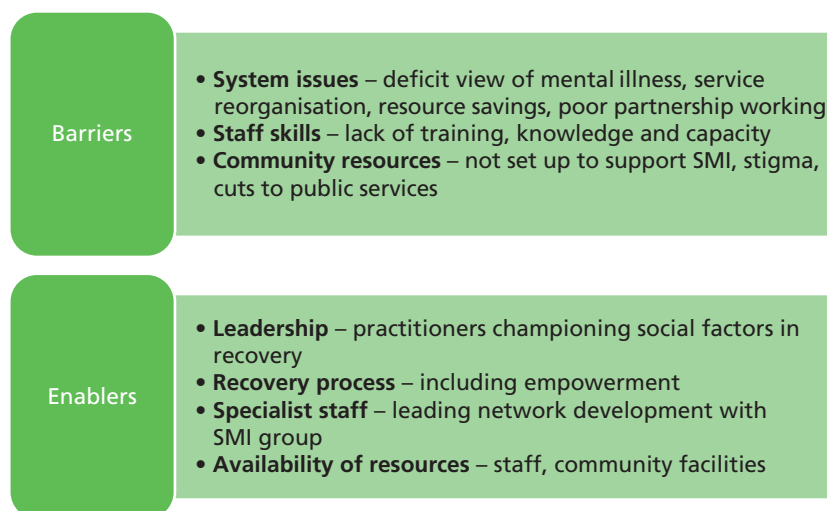 Barriers
• System issues – deficit view of mental illness, service
reorganisation, resource savings, poor partnership working
• Staff skills – lack of training, knowledge and capacity
• Community resources – not set up to support SMI, stigma,
cuts to public services
Enablers
• Leadership – practitioners championing social factors in
recovery
• Recovery process – including empowerment
• Specialist staff – leading network development with
SMI group
• Availability of resources – staff, community facilities